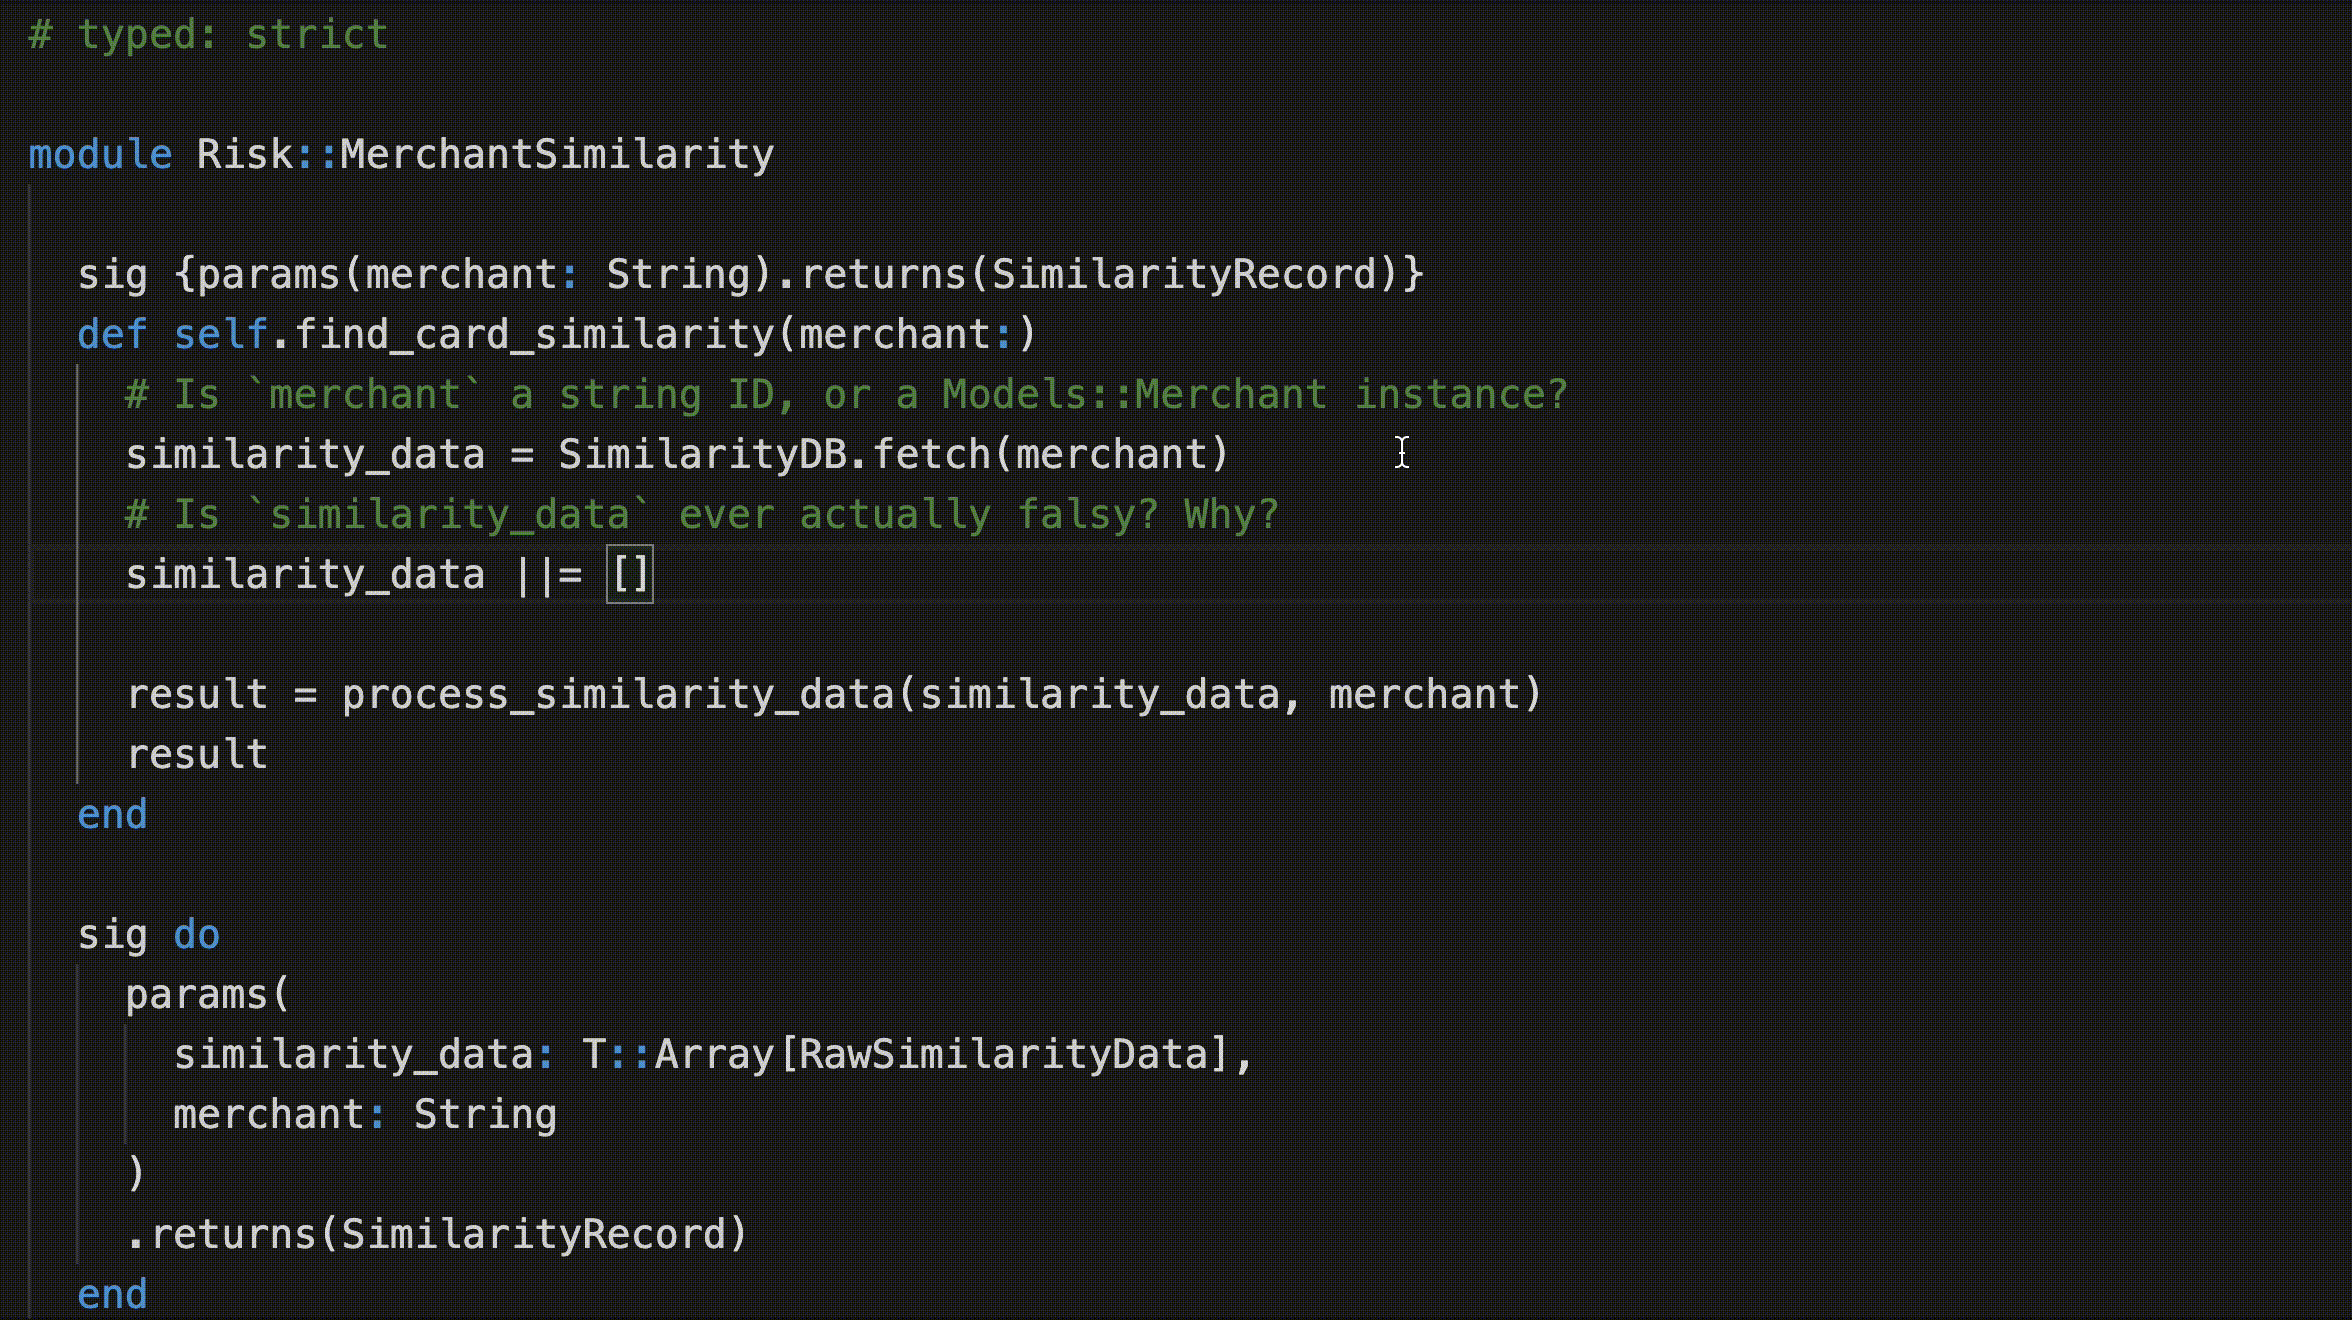 # typed: strict
module Risk::MerchantSimilarity
sig {params(merchant: String).returns(SimilarityRecord)}
def self.find_card_similarity(merchant:)
# Is `merchant` a string ID, or a Models::Merchant instance?
similarity_data = SimilarityDB.fetch(merchant)
# Is `similarity_data` ever actually falsy? Why?
similarity_data ||= []
result = process_similarity_data(similarity_data, merchant)
result
end
sig do
params(
similarity_data: T::Array[RawSimilarityData],
merchant: String
)
.returns(SimilarityRecord)
end